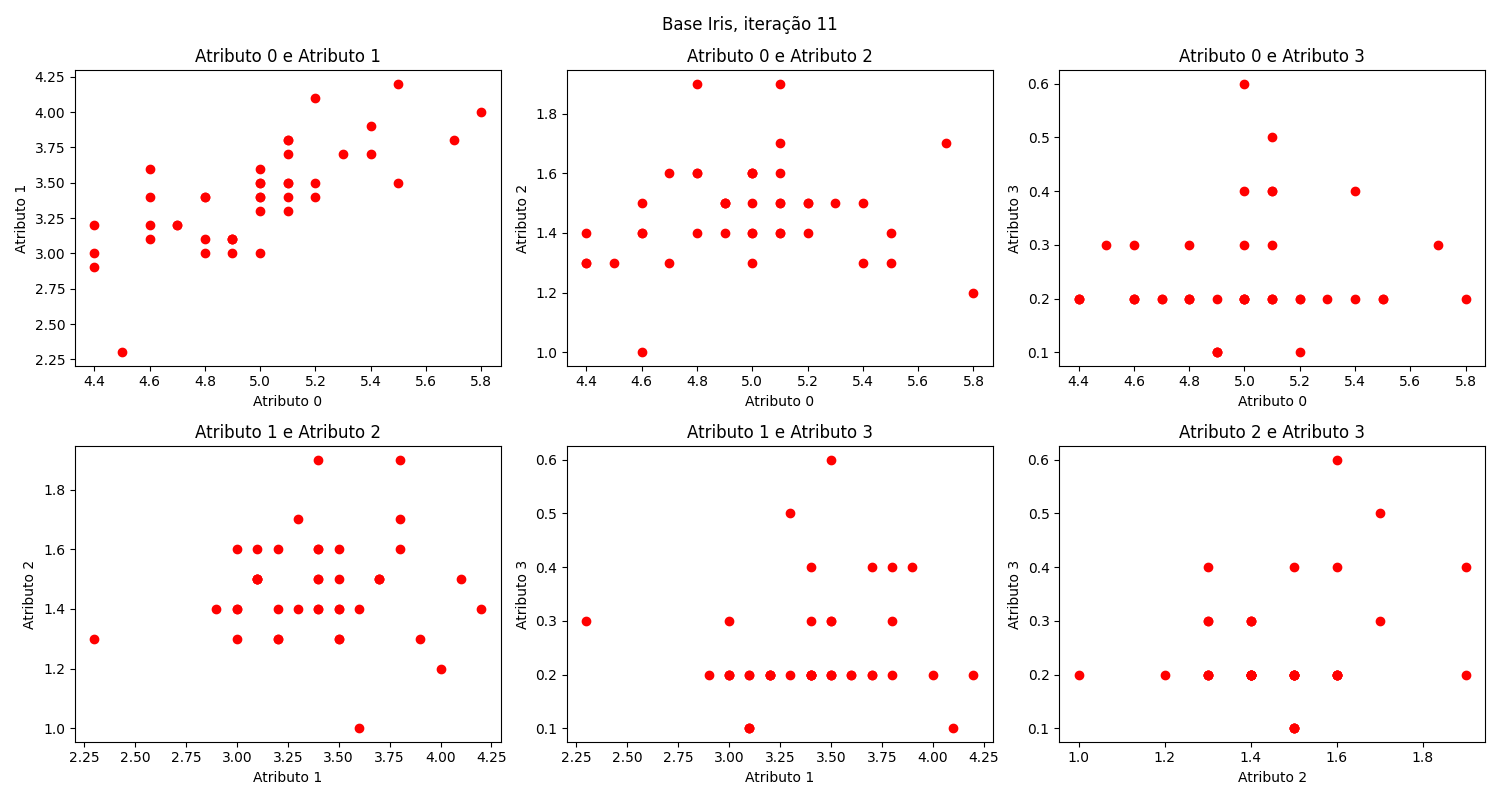 Base Iris, iteração 11
Atributo 0 e Atributo 1
4.25
4.00
3.75
3.50
3.25
3.00
2.75
2.50
2.25
Atributo 1
4.4 4.6 4.8 5.0 5.2 5.4 5.6 5.8
Atributo 0
Atributo 0 e Atributo 2
1.8
1.6
1.4
1.2
1.0
Atributo 2
4.4 4.6 4.8 5.0 5.2 5.4 5.6 5.8
Atributo 0
Atributo 0 e Atributo 3
0.6
0.5
0.4
0.3
0.2
0.1
Atributo 3
4.4 4.6 4.8 5.0 5.2 5.4 5.6 5.8
Atributo 0
Atributo 1 e Atributo 2
1.8
1.6
1.4
1.2
1.0
Atributo 2
2.25 2.50 2.75 3.00 3.25 3.50 3.75 4.00 4.25
Atributo 1
Atributo 1 e Atributo 3
0.6
0.5
0.4
0.3
0.2
0.1
Atributo 3
2.25 2.50 2.75 3.00 3.25 3.50 3.75 4.00 4.25
Atributo 1
Atributo 2 e Atributo 3
0.6
0.5
0.4
0.3
0.2
0.1
Atributo 3
1.0 1.2 1.4 1.6 1.8
Atributo 2